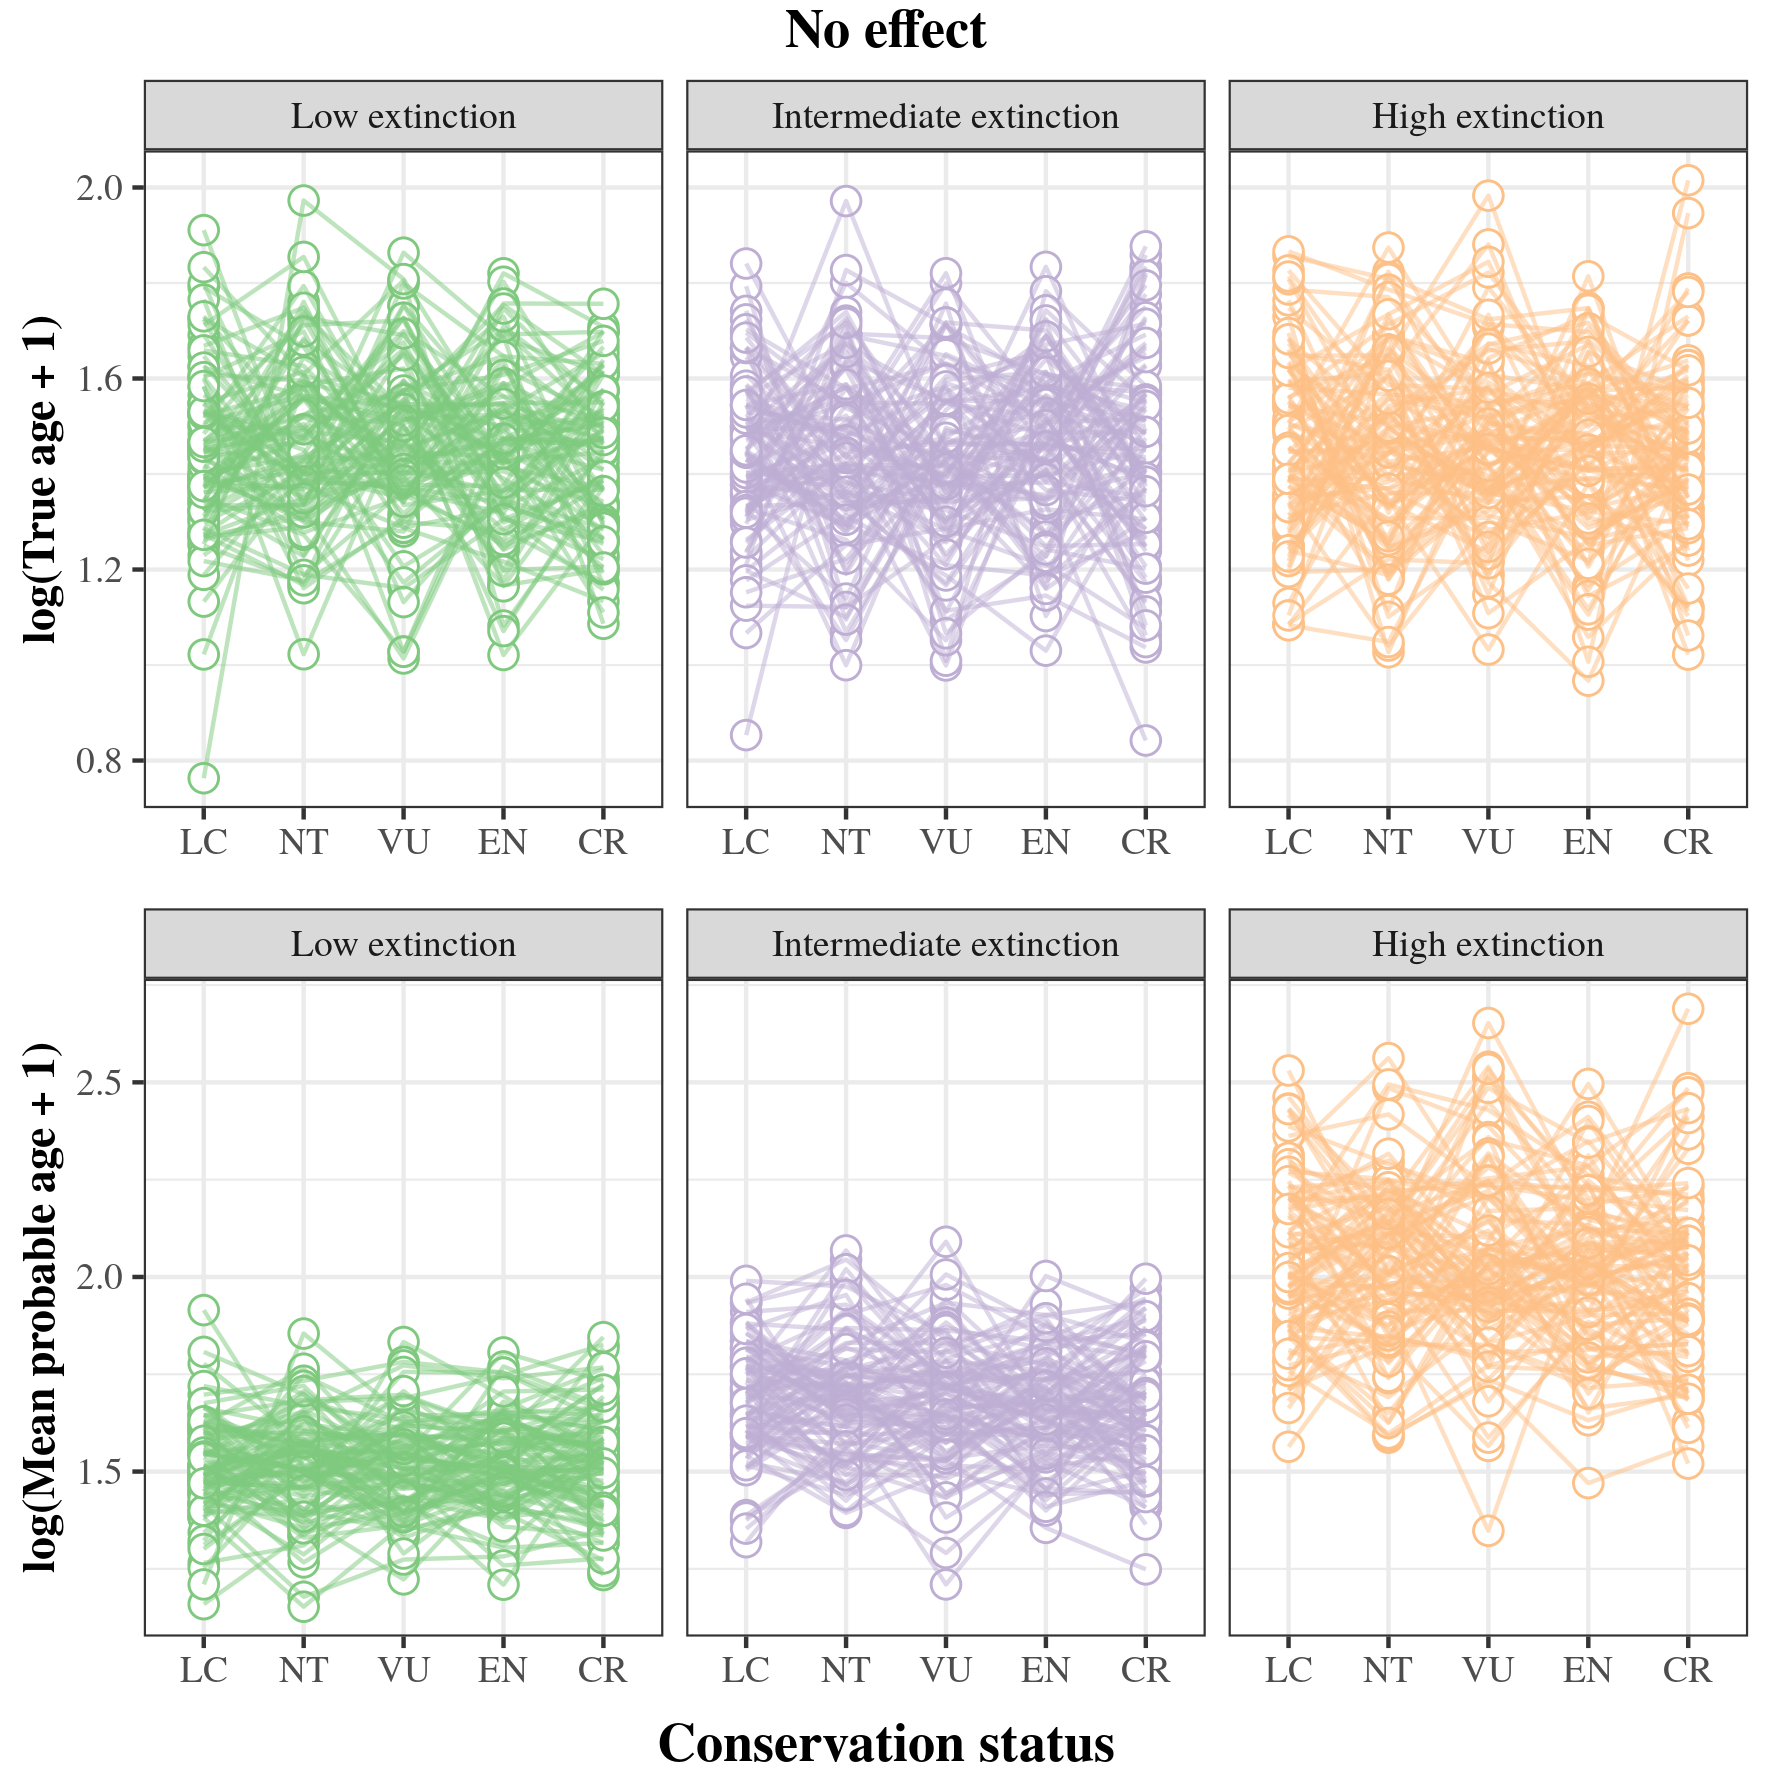 No effect
Low extinction
Intermediate extinction
High extinction
log(True age + 1)
2.0
1.6
1.2
0.8
LC NT VU EN CR
LC NT VU EN CR
LC NT VU EN CR
Low extinction
Intermediate extinction
High extinction
log(Mean probable age + 1)
2.5
2.0
1.5
LC NT VU EN CR
LC NT VU EN CR
LC NT VU EN CR
Conservation status